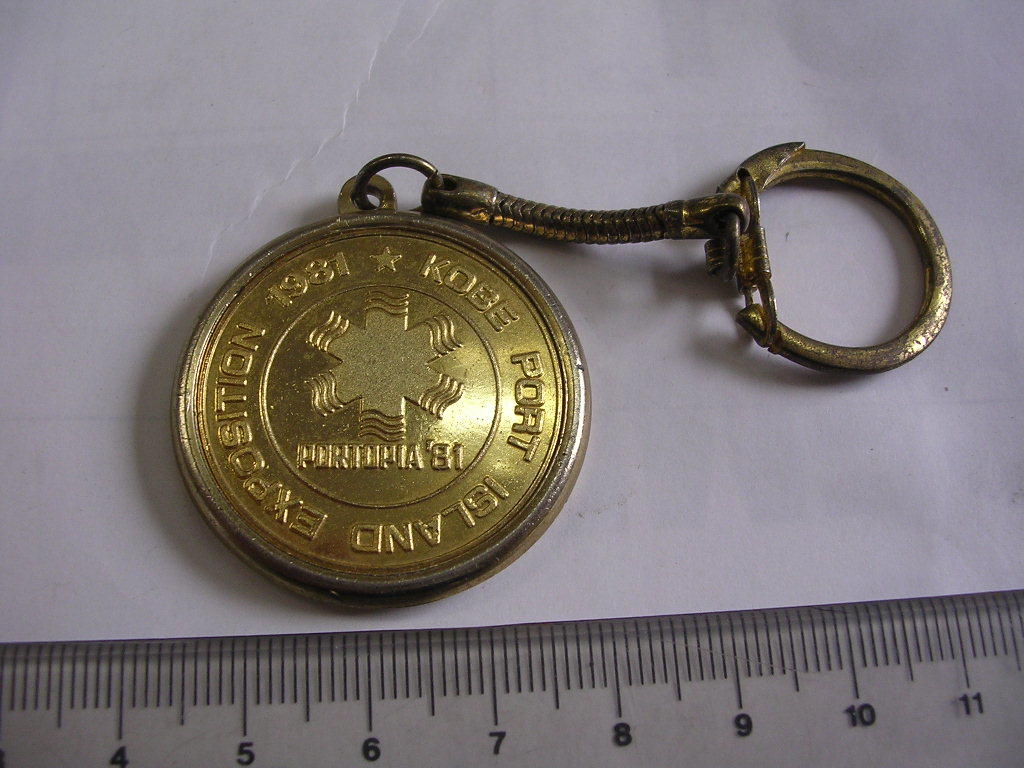 KOBE PORT ISLAND EXPOSITION 1981 ★
PORTOPIA '81
4 5 6 7 8 9 10 11